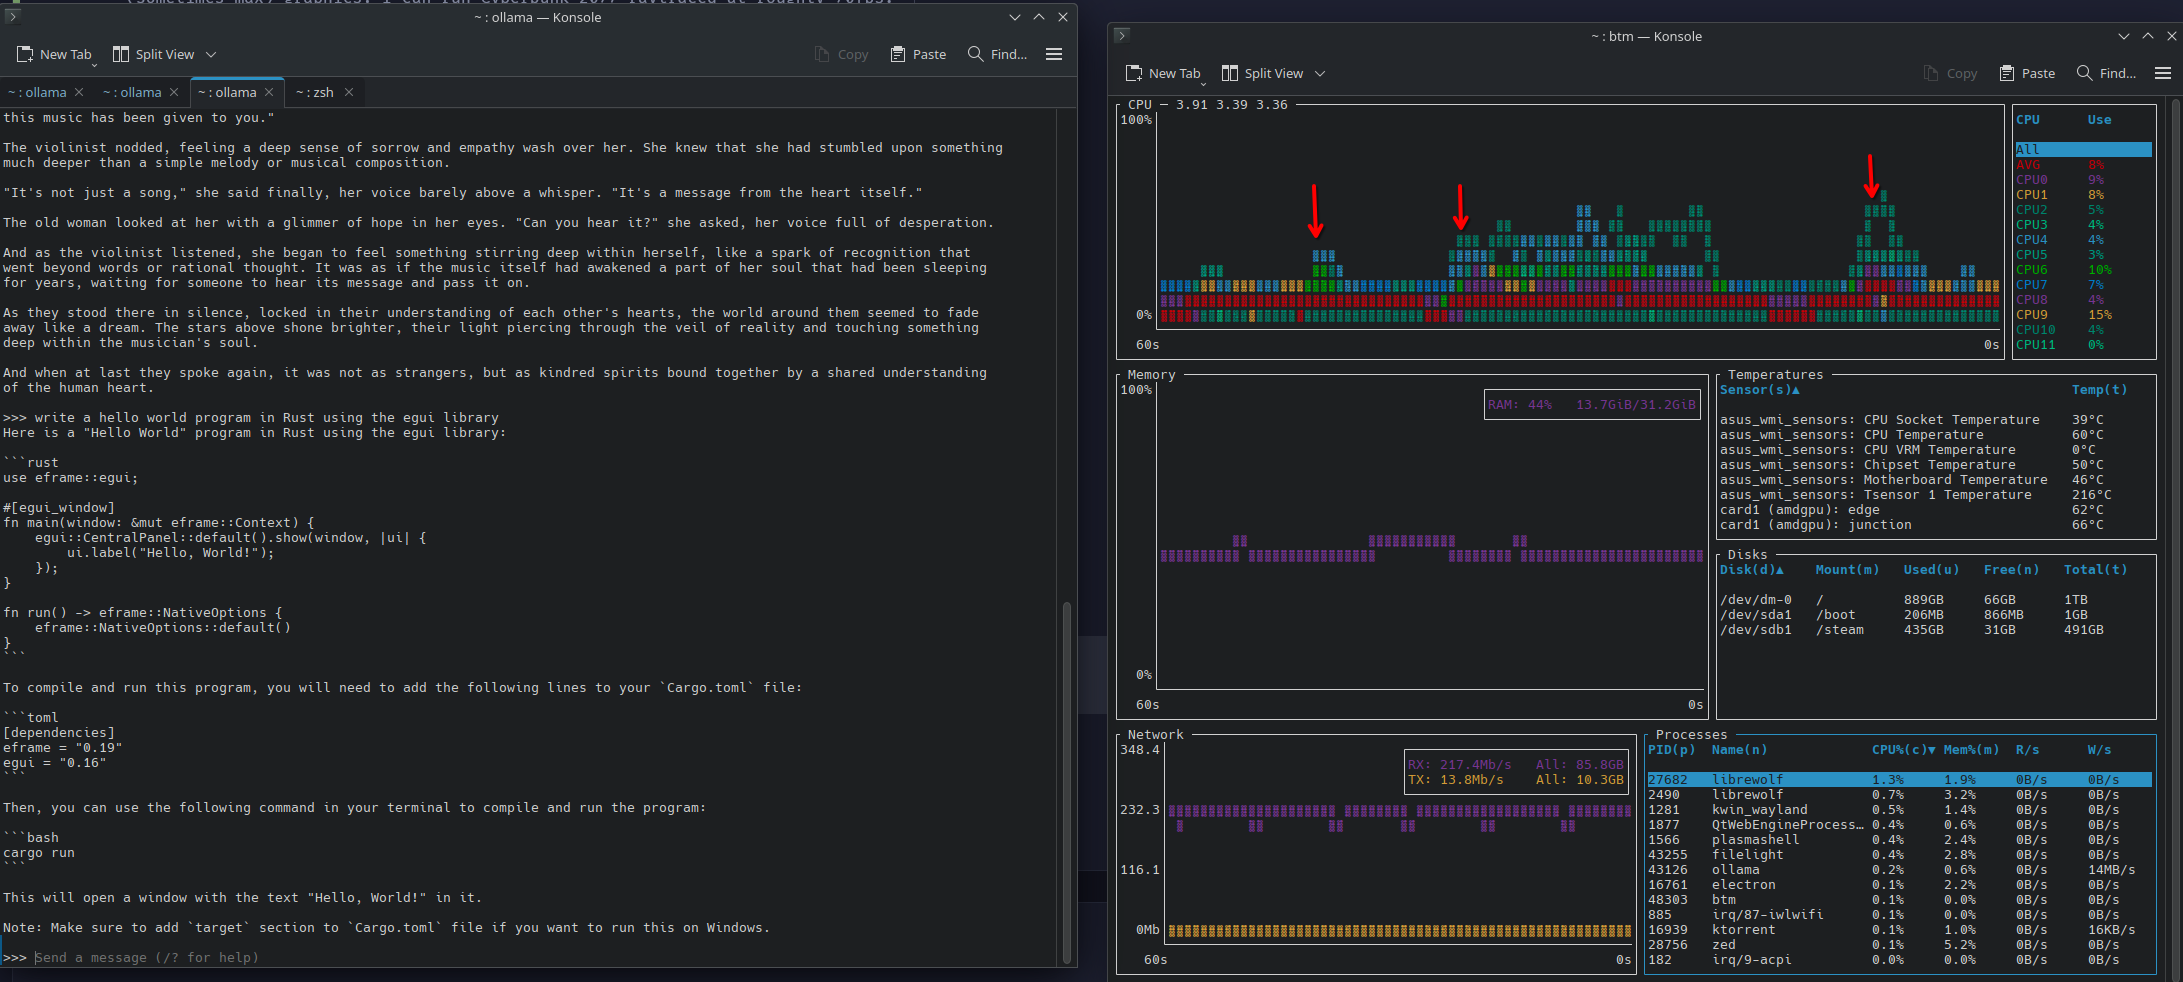 ~ : ollama — Konsole
New Tab Split View Copy Paste Find...
~ : ollama ~ : ollama ~ : ollama ~ : zsh
this music has been given to you."
The violinist nodded, feeling a deep sense of sorrow and empathy wash over her. She knew that she had stumbled upon something
much deeper than a simple melody or musical composition.
"It's not just a song," she said finally, her voice barely above a whisper. "It's a message from the heart itself."
The old woman looked at her with a glimmer of hope in her eyes. "Can you hear it?" she asked, her voice full of desperation.
And as the violinist listened, she began to feel something stirring deep within herself, like a spark of recognition that
went beyond words or rational thought. It was as if the music itself had awakened a part of her soul that had been sleeping
for years, waiting for someone to hear its message and pass it on.
As they stood there in silence, locked in their understanding of each other's hearts, the world around them seemed to fade
away like a dream. The stars above shone brighter, their light piercing through the veil of reality and touching something
deep within the musician's soul.
And when at last they spoke again, it was not as strangers, but as kindred spirits bound together by a shared understanding
of the human heart.
>>> write a hello world program in Rust using the egui library
Here is a "Hello World" program in Rust using the egui library:
```rust
use eframe::egui;
#[egui_window]
fn main(window: &mut eframe::Context) {
    egui::CentralPanel::default().show(window, |ui| {
        ui.label("Hello, World!");
    });
}
fn run() -> eframe::NativeOptions {
    eframe::NativeOptions::default()
}
```
To compile and run this program, you will need to add the following lines to your `Cargo.toml` file:
```toml
[dependencies]
eframe = "0.19"
egui = "0.16"
```
Then, you can use the following command in your terminal to compile and run the program:
```bash
cargo run
```
This will open a window with the text "Hello, World!" in it.
Note: Make sure to add `target` section to `Cargo.toml` file if you want to run this on Windows.
>>> Send a message (/? for help)
~ : btm — Konsole
New Tab Split View Copy Paste Find...
CPU — 3.91 3.39 3.36
100%
0%
60s 0s
CPU Use
All
AVG 8%
CPU0 9%
CPU1 8%
CPU2 5%
CPU3 4%
CPU4 4%
CPU5 3%
CPU6 10%
CPU7 7%
CPU8 4%
CPU9 15%
CPU10 4%
CPU11 0%
Memory
100%
RAM: 44% 13.7GiB/31.2GiB
0%
60s 0s
Temperatures
Sensor(s)▲ Temp(t)
asus_wmi_sensors: CPU Socket Temperature 39°C
asus_wmi_sensors: CPU Temperature 60°C
asus_wmi_sensors: CPU VRM Temperature 0°C
asus_wmi_sensors: Chipset Temperature 50°C
asus_wmi_sensors: Motherboard Temperature 46°C
asus_wmi_sensors: Tsensor 1 Temperature 216°C
card1 (amdgpu): edge 62°C
card1 (amdgpu): junction 66°C
Disks
Disk(d)▲ Mount(m) Used(u) Free(n) Total(t)
/dev/dm-0 / 889GB 66GB 1TB
/dev/sda1 /boot 206MB 866MB 1GB
/dev/sdb1 /steam 435GB 31GB 491GB
Network
348.4
RX: 217.4Mb/s All: 85.8GB
TX: 13.8Mb/s All: 10.3GB
232.3
116.1
0Mb
60s 0s
Processes
PID(p) Name(n) CPU%(c)▼ Mem%(m) R/s W/s
27682 librewolf 1.3% 1.9% 0B/s 0B/s
2490 librewolf 0.7% 3.2% 0B/s 0B/s
1281 kwin_wayland 0.5% 1.4% 0B/s 0B/s
1877 QtWebEngineProcess… 0.4% 0.6% 0B/s 0B/s
1566 plasmashell 0.4% 2.4% 0B/s 0B/s
43255 filelight 0.4% 2.8% 0B/s 0B/s
43126 ollama 0.2% 0.6% 0B/s 14MB/s
16761 electron 0.1% 2.2% 0B/s 0B/s
48303 btm 0.1% 0.0% 0B/s 0B/s
885 irq/87-iwlwifi 0.1% 0.0% 0B/s 0B/s
16939 ktorrent 0.1% 1.0% 0B/s 16KB/s
28756 zed 0.1% 5.2% 0B/s 0B/s
182 irq/9-acpi 0.0% 0.0% 0B/s 0B/s